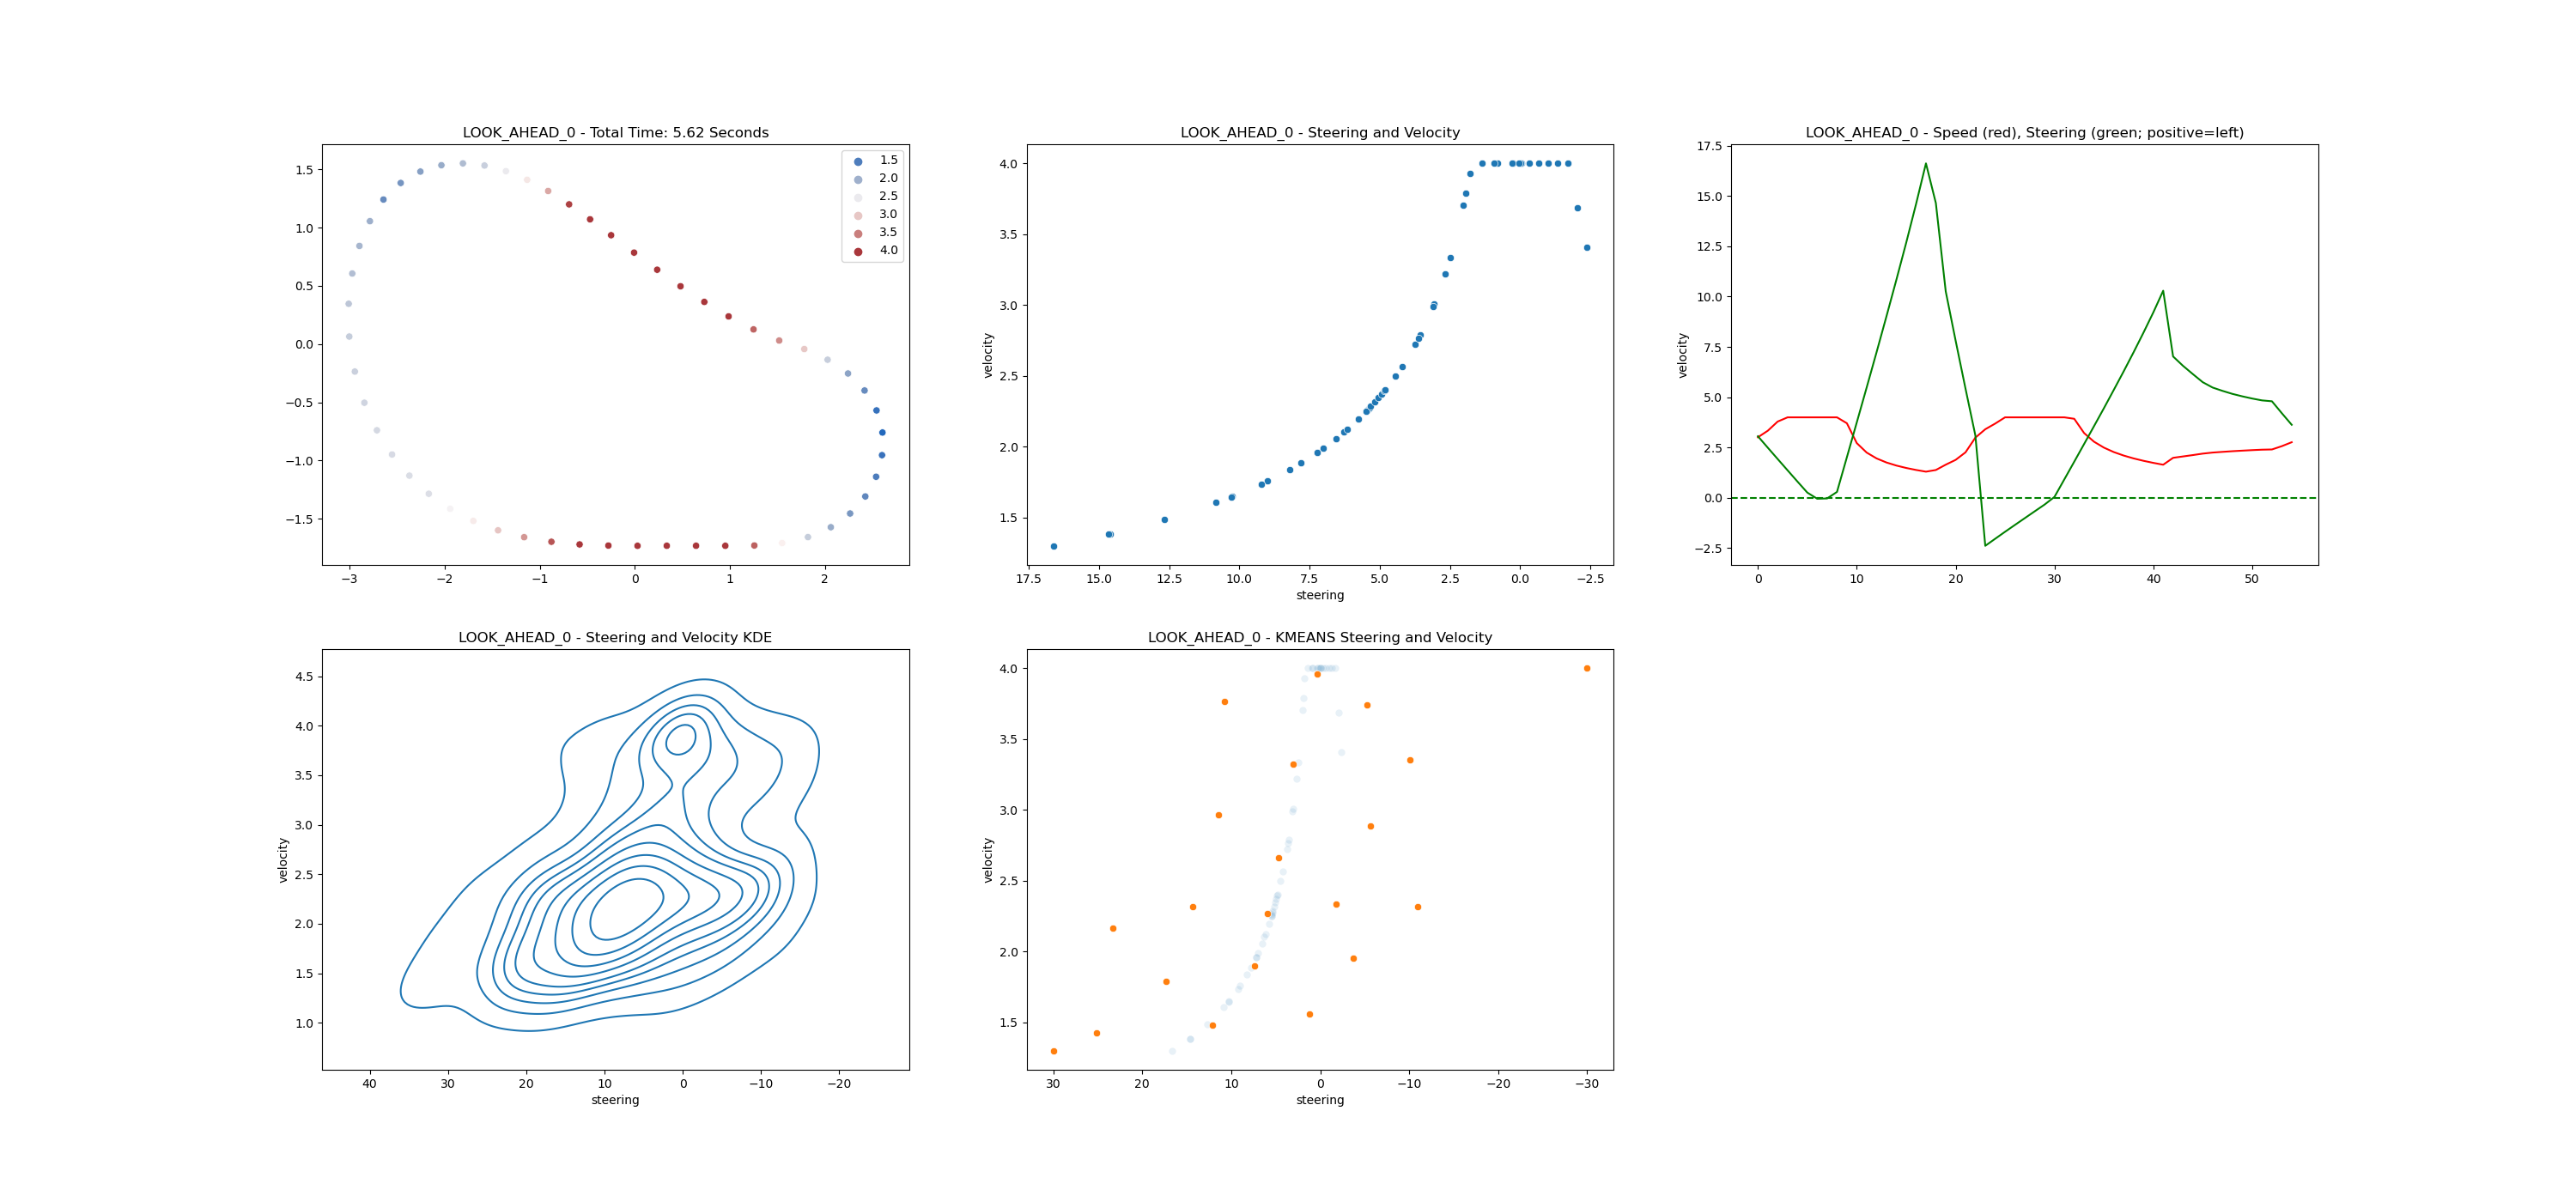 LOOK_AHEAD_0 - Total Time: 5.62 Seconds
1.5
1.0
0.5
0.0
−0.5
−1.0
−1.5
−3 −2 −1 0 1 2
1.5
2.0
2.5
3.0
3.5
4.0
LOOK_AHEAD_0 - Steering and Velocity
velocity
4.0
3.5
3.0
2.5
2.0
1.5
17.5 15.0 12.5 10.0 7.5 5.0 2.5 0.0 −2.5
steering
LOOK_AHEAD_0 - Speed (red), Steering (green; positive=left)
velocity
17.5
15.0
12.5
10.0
7.5
5.0
2.5
0.0
−2.5
0 10 20 30 40 50
LOOK_AHEAD_0 - Steering and Velocity KDE
velocity
4.5
4.0
3.5
3.0
2.5
2.0
1.5
1.0
40 30 20 10 0 −10 −20
steering
LOOK_AHEAD_0 - KMEANS Steering and Velocity
velocity
4.0
3.5
3.0
2.5
2.0
1.5
30 20 10 0 −10 −20 −30
steering